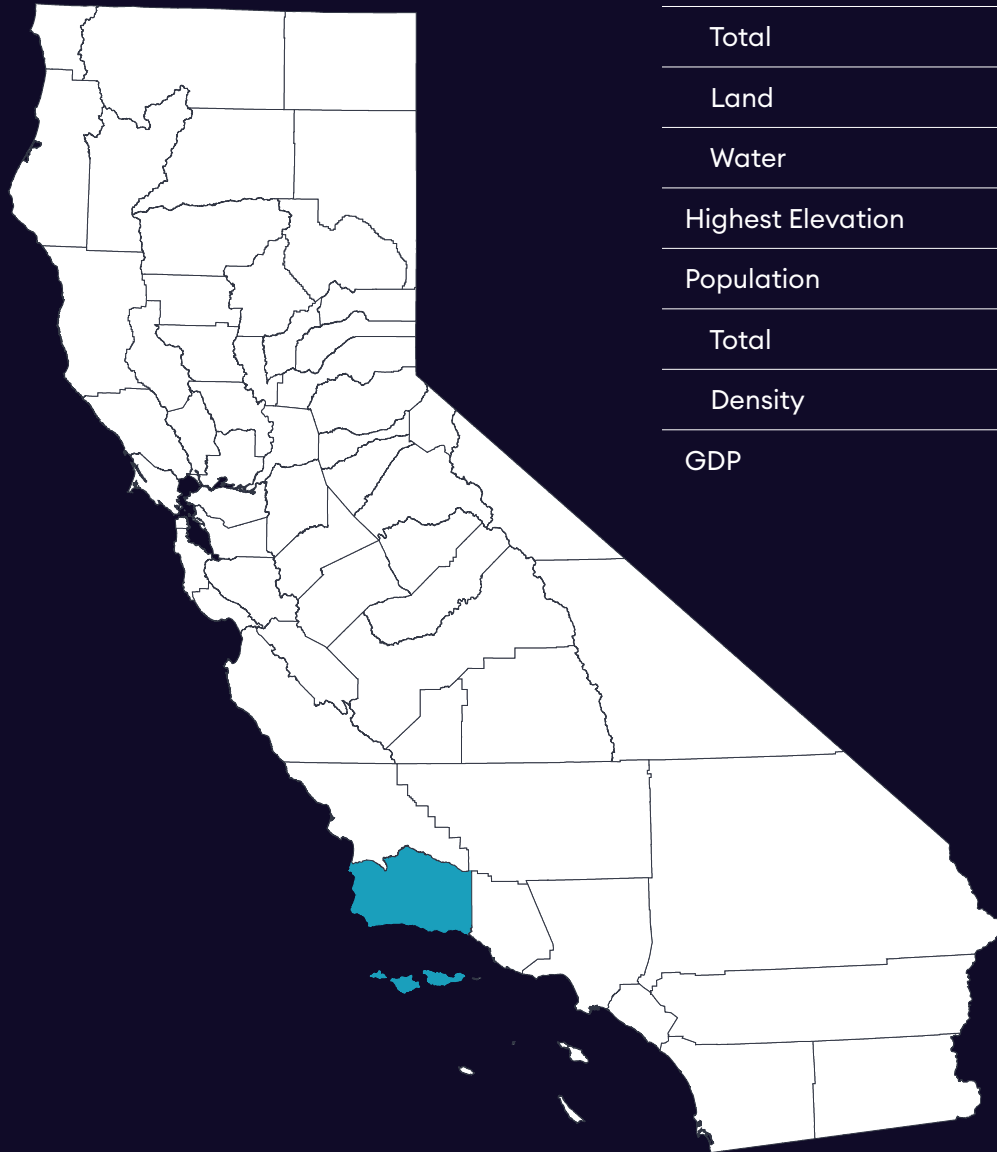 Total
Land
Water
Highest Elevation
Population
Total
Density
GDP